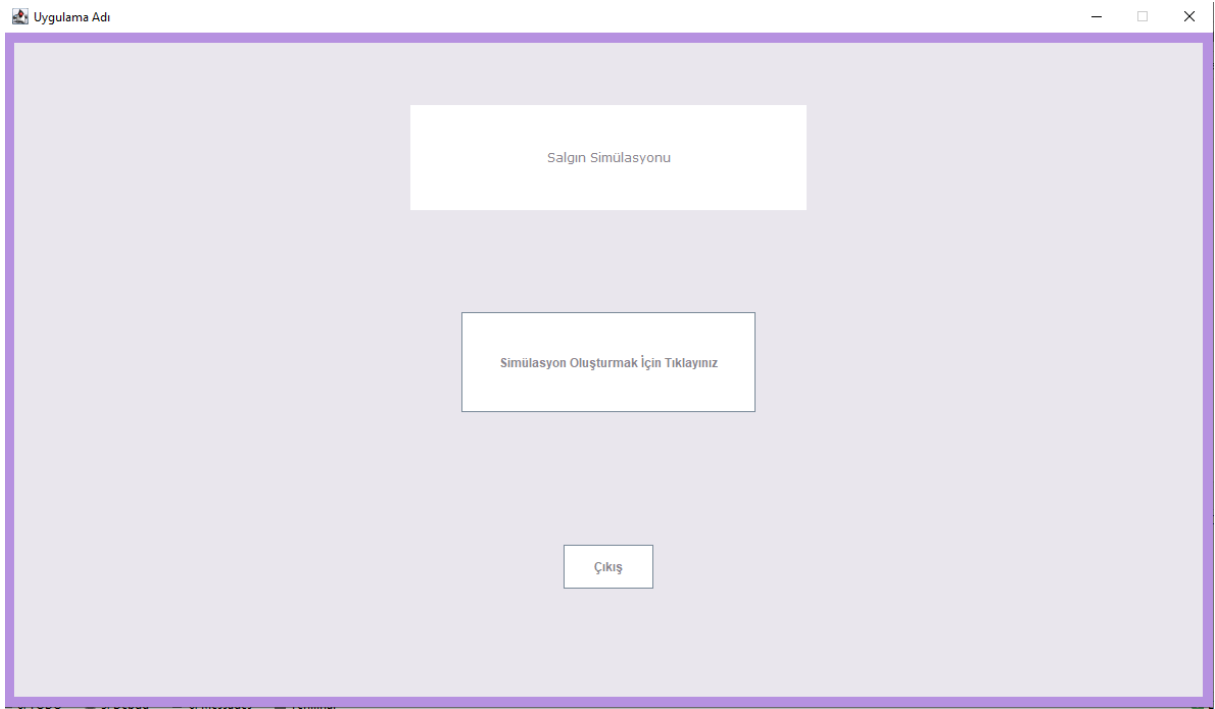 Uygulama Adı
Salgın Simülasyonu
Simülasyon Oluşturmak İçin Tıklayınız
Çıkış